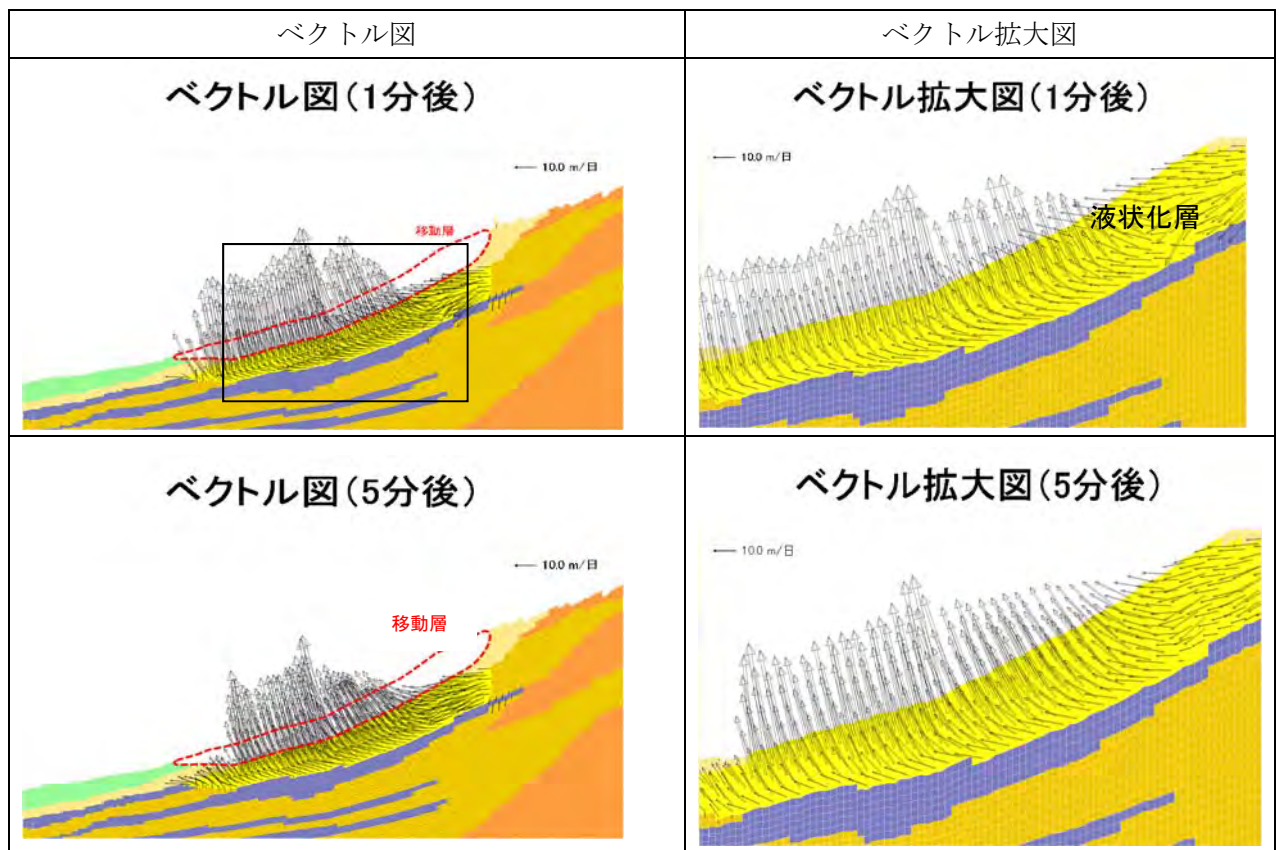 ベクトル図
ベクトル拡大図
ベクトル図(1分後)
10.0 m/日
移動層
ベクトル拡大図(1分後)
10.0 m/日
液状化層
ベクトル図(5分後)
10.0 m/日
移動層
ベクトル拡大図(5分後)
10.0 m/日